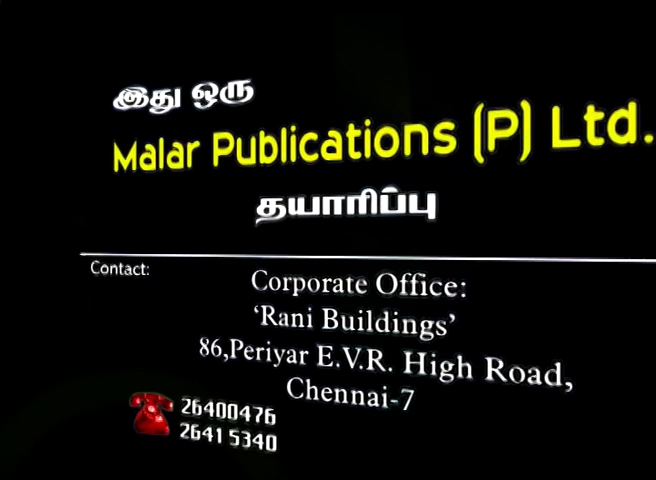 இது ஒரு
Malar Publications (P) Ltd.
தயாரிப்பு
Contact:
Corporate Office:
‘Rani Buildings’
86,Periyar E.V.R. High Road,
Chennai-7
26400476
2641 5340